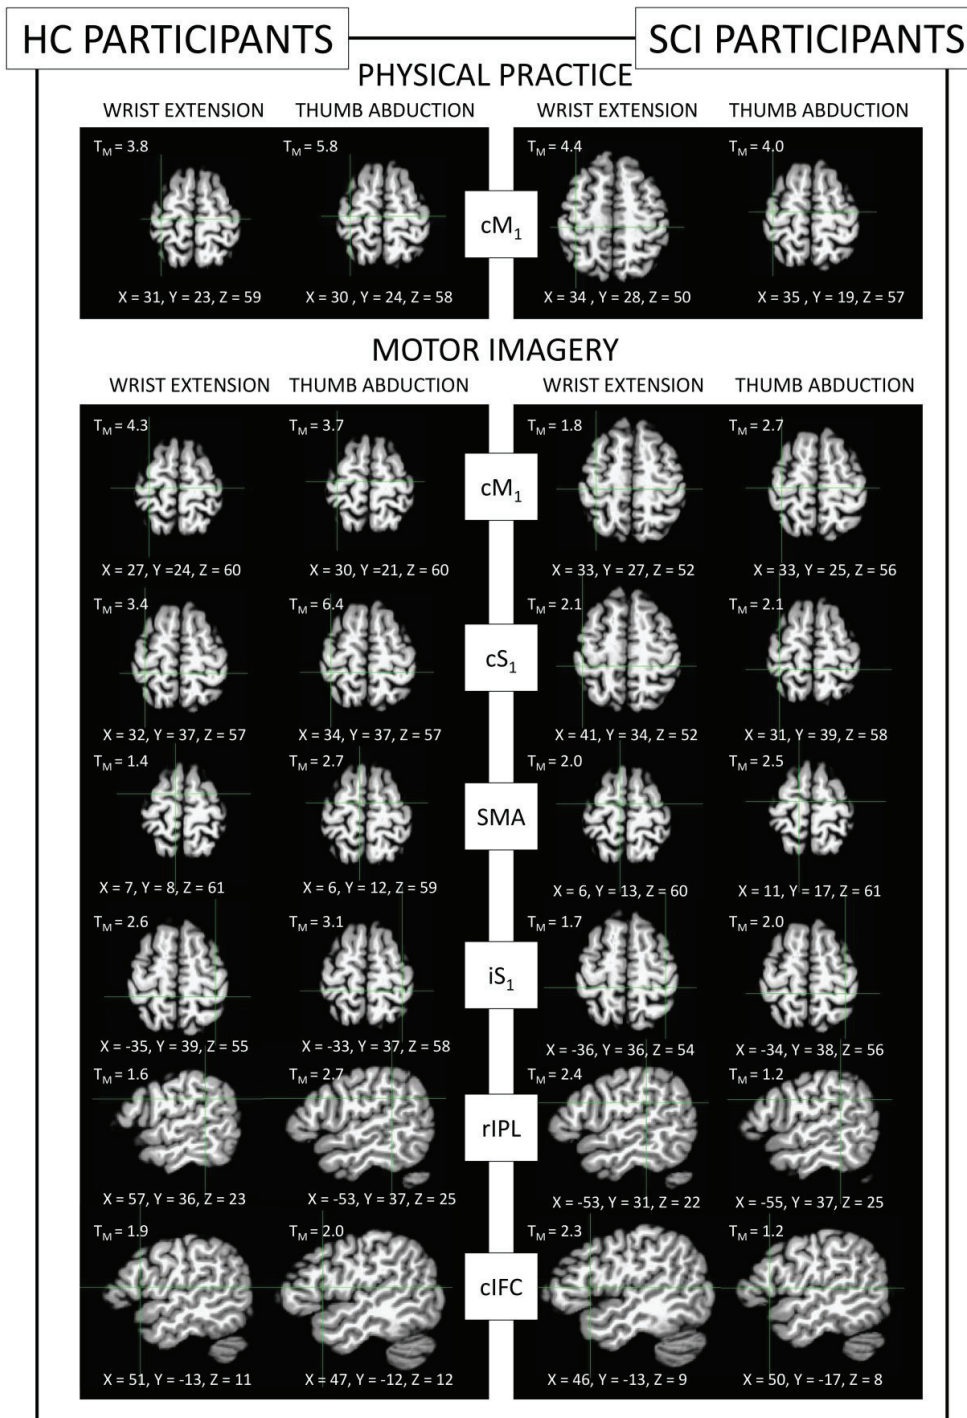 HC PARTICIPANTS
SCI PARTICIPANTS
PHYSICAL PRACTICE
WRIST EXTENSION THUMB ABDUCTION WRIST EXTENSION THUMB ABDUCTION
TM = 3.8 TM = 5.8 TM = 4.4 TM = 4.0
cM1
X = 31, Y = 23, Z = 59 X = 30 , Y = 24, Z = 58 X = 34 , Y = 28, Z = 50 X = 35 , Y = 19, Z = 57
MOTOR IMAGERY
WRIST EXTENSION THUMB ABDUCTION WRIST EXTENSION THUMB ABDUCTION
TM = 4.3 TM = 3.7 TM = 1.8 TM = 2.7
cM1
X = 27, Y =24, Z = 60 X = 30, Y =21, Z = 60 X = 33, Y = 27, Z = 52 X = 33, Y = 25, Z = 56
TM = 3.4 TM = 6.4 TM = 2.1 TM = 2.1
cS1
X = 32, Y = 37, Z = 57 X = 34, Y = 37, Z = 57 X = 41, Y = 34, Z = 52 X = 31, Y = 39, Z = 58
TM = 1.4 TM = 2.7 TM = 2.0 TM = 2.5
SMA
X = 7, Y = 8, Z = 61 X = 6, Y = 12, Z = 59 X = 6, Y = 13, Z = 60 X = 11, Y = 17, Z = 61
TM = 2.6 TM = 3.1 TM = 1.7 TM = 2.0
iS1
X = -35, Y = 39, Z = 55 X = -33, Y = 37, Z = 58 X = -36, Y = 36, Z = 54 X = -34, Y = 38, Z = 56
TM = 1.6 TM = 2.7 TM = 2.4 TM = 1.2
rIPL
X = 57, Y = 36, Z = 23 X = -53, Y = 37, Z = 25 X = -53, Y = 31, Z = 22 X = -55, Y = 37, Z = 25
TM = 1.9 TM = 2.0 TM = 2.3 TM = 1.2
cIFC
X = 51, Y = -13, Z = 11 X = 47, Y = -12, Z = 12 X = 46, Y = -13, Z = 9 X = 50, Y = -17, Z = 8